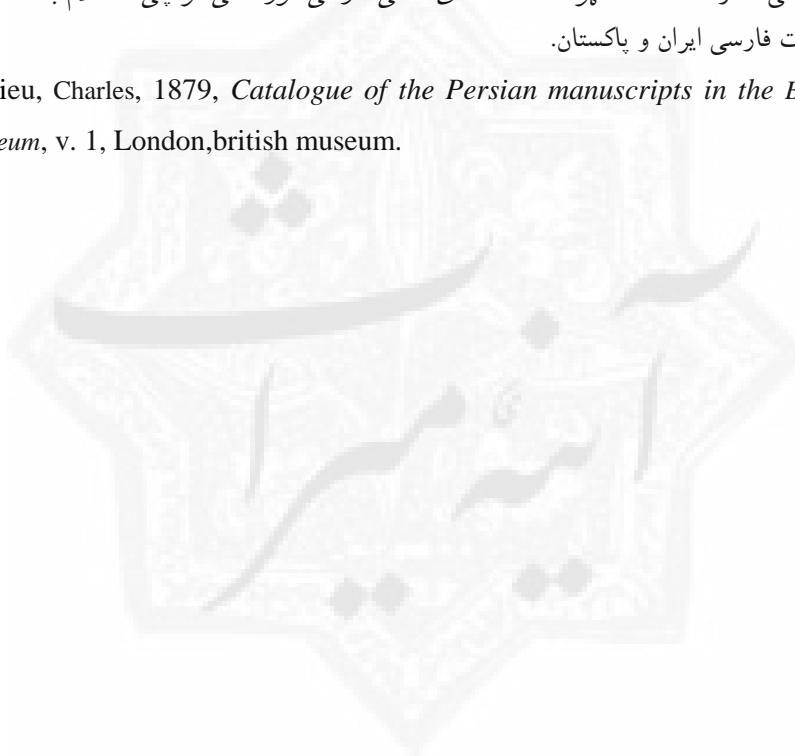 ت فارسی ایران و پاکستان.
ieu, Charles, 1879, Catalogue of the Persian manuscripts in the B
eum, v. 1, London,british museum.
آینهٔ میراث